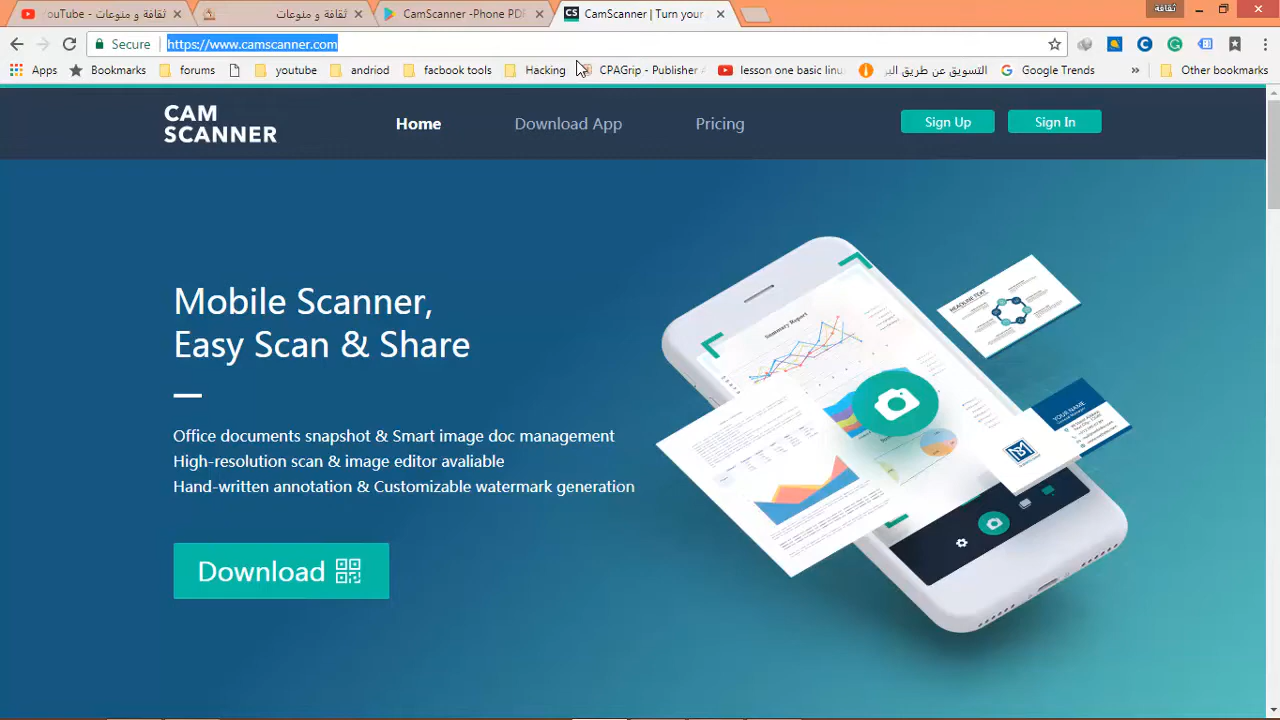 ouTube - ثقافة و منوعات
ثقافة و منوعات
CamScanner -Phone PDF
CamScanner | Turn your
ثقافة
Secure
https://www.camscanner.com
Apps
Bookmarks
forums
youtube
andriod
facbook tools
Hacking
CPAGrip - Publisher
lesson one basic linu
التسويق عن طريق البر
Google Trends
»
Other bookmarks
CAM
SCANNER
Home
Download App
Pricing
Sign Up
Sign In
Mobile Scanner,
Easy Scan & Share
Office documents snapshot & Smart image doc management
High-resolution scan & image editor avaliable
Hand-written annotation & Customizable watermark generation
Download
Summary Report
HEADLINE TEXT
YOUR NAME